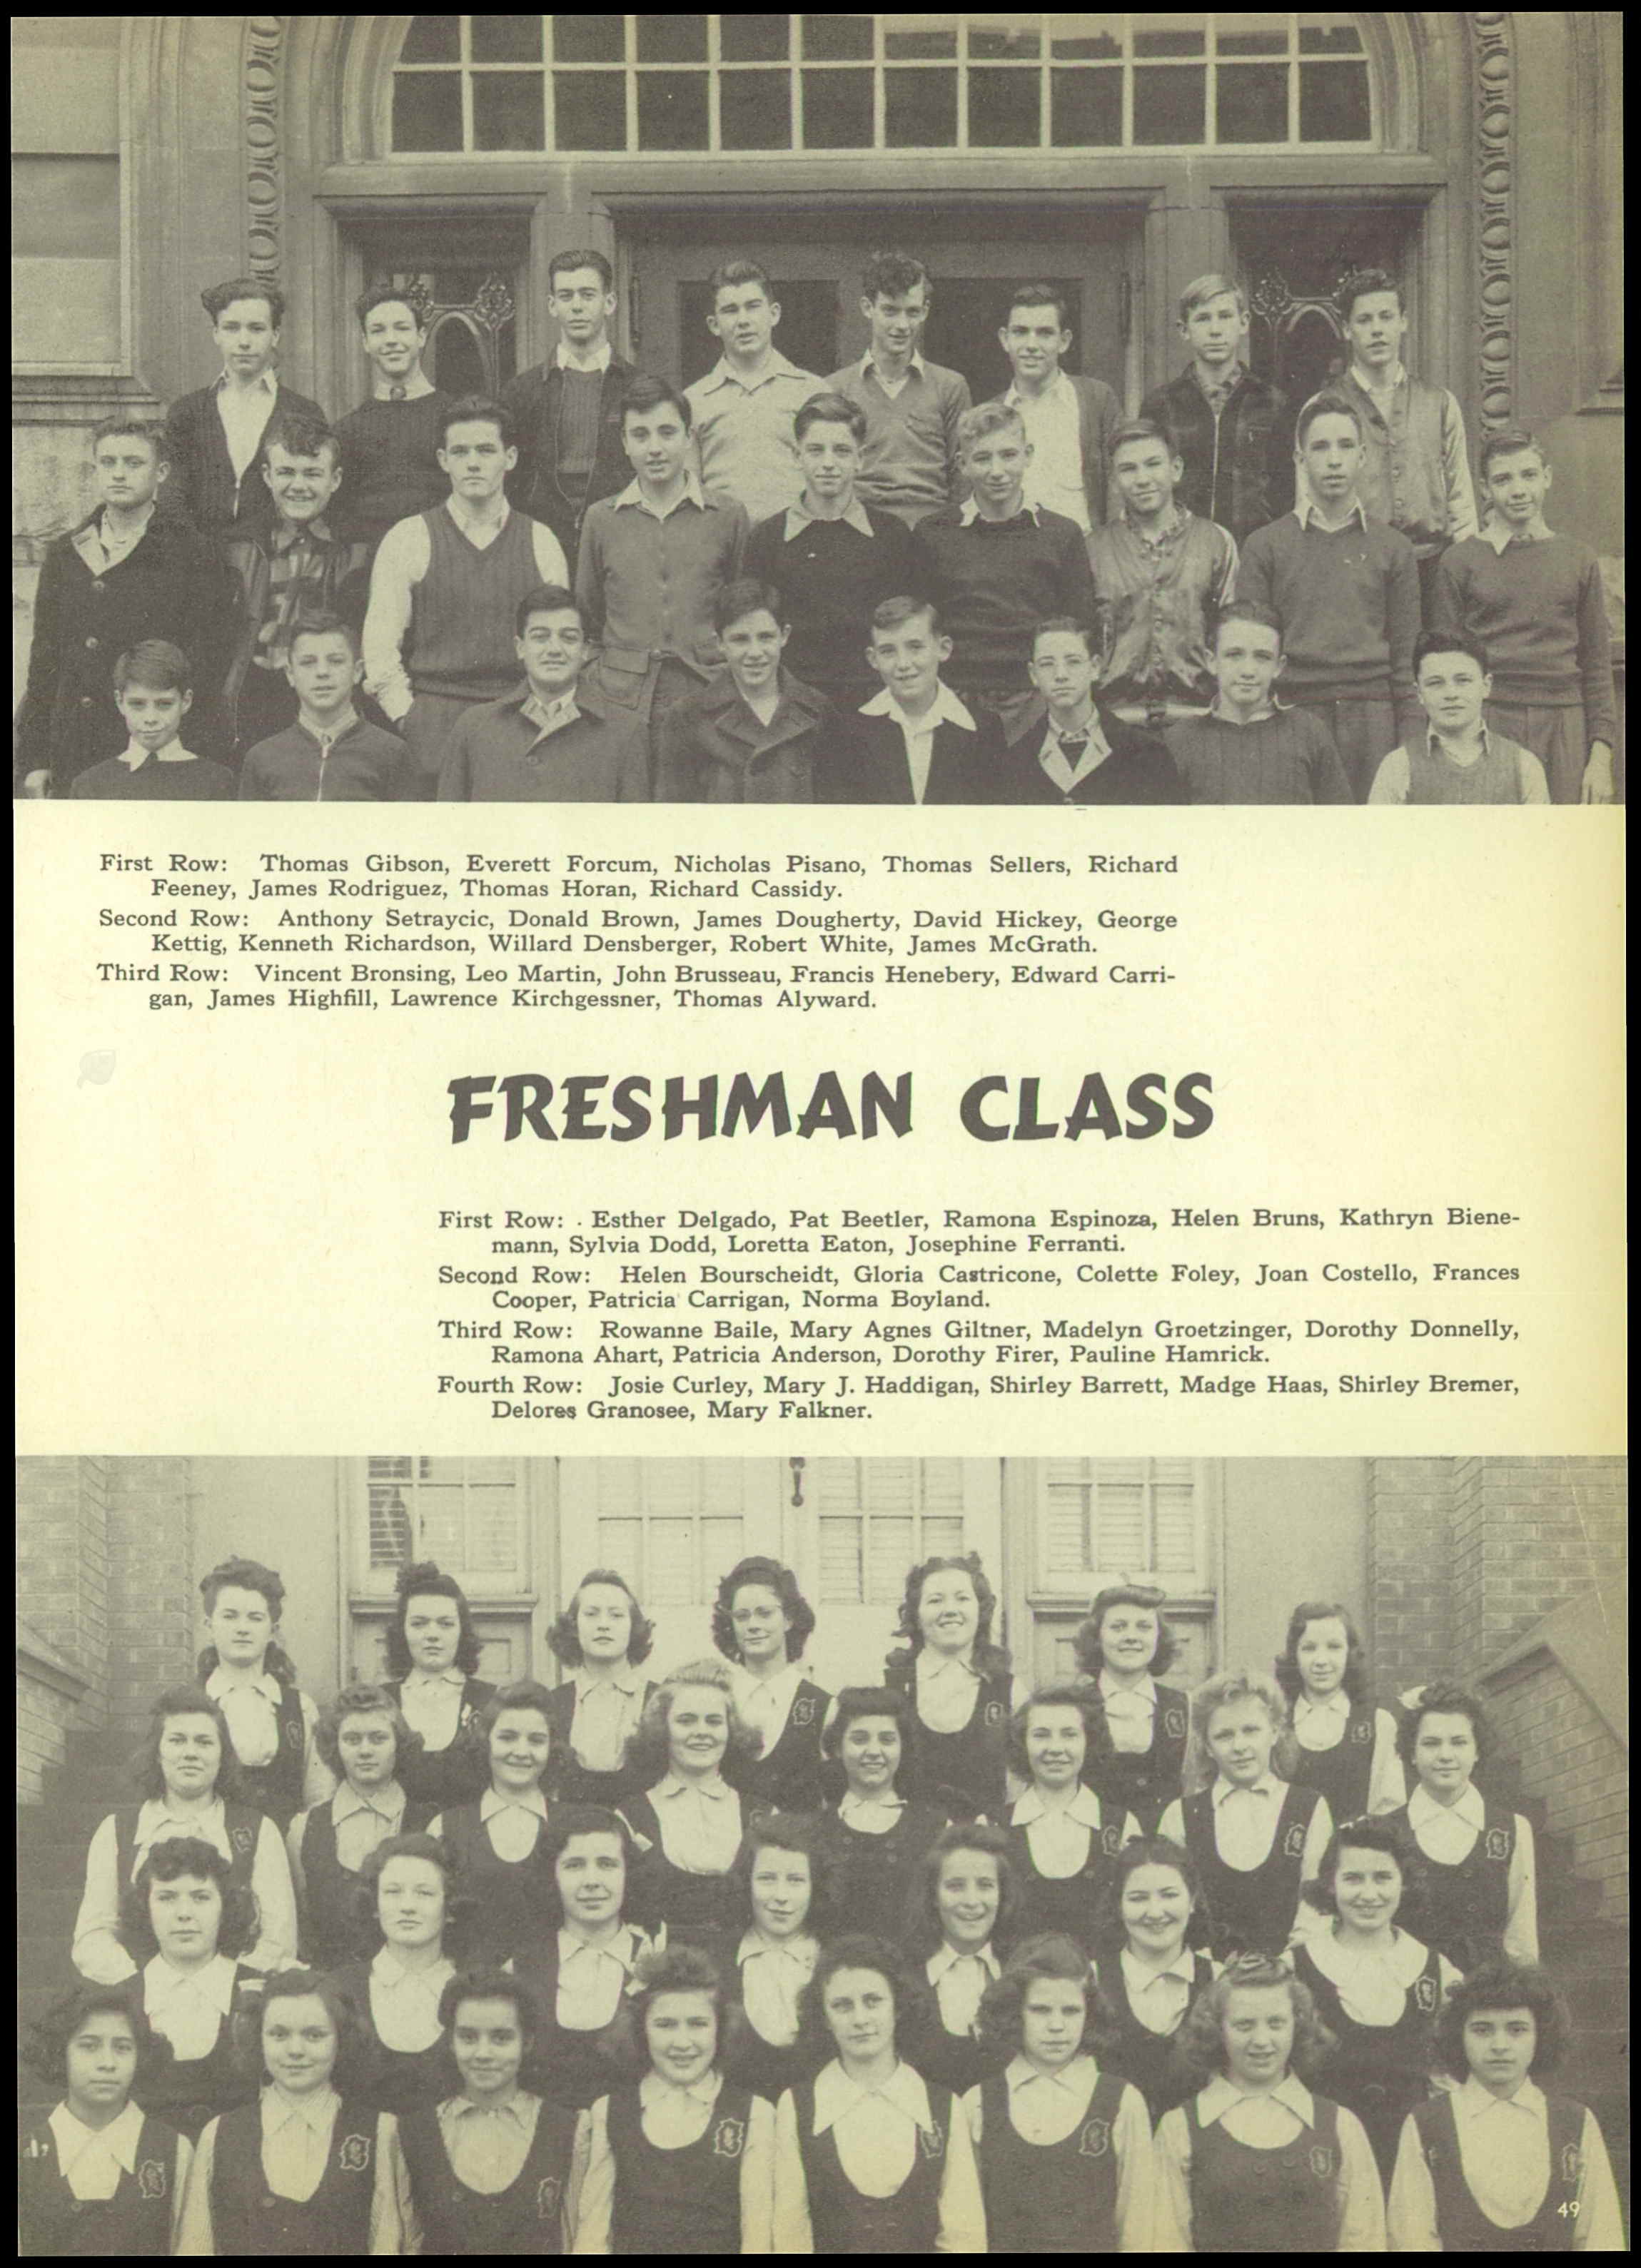 First Row: Thomas Gibson, Everett Forcum, Nicholas Pisano, Thomas Sellers, Richard
Feeney, James Rodriguez, Thomas Horan, Richard Cassidy.
Second Row: Anthony Setraycic, Donald Brown, James Dougherty, David Hickey, George
Kettig, Kenneth Richardson, Willard Densberger, Robert White, James McGrath.
Third Row: Vincent Bronsing, Leo Martin, John Brusseau, Francis Henebery, Edward Carri-
gan, James Highfill, Lawrence Kirchgessner, Thomas Alyward.
FRESHMAN CLASS
First Row: Esther Delgado, Pat Beetler, Ramona Espinoza, Helen Bruns, Kathryn Biene-
mann, Sylvia Dodd, Loretta Eaton, Josephine Ferranti.
Second Row: Helen Bourscheidt, Gloria Castricone, Colette Foley, Joan Costello, Frances
Cooper, Patricia Carrigan, Norma Boyland.
Third Row: Rowanne Baile, Mary Agnes Giltner, Madelyn Groetzinger, Dorothy Donnelly,
Ramona Ahart, Patricia Anderson, Dorothy Firer, Pauline Hamrick.
Fourth Row: Josie Curley, Mary J. Haddigan, Shirley Barrett, Madge Haas, Shirley Bremer,
Delores Granosee, Mary Falkner.
49